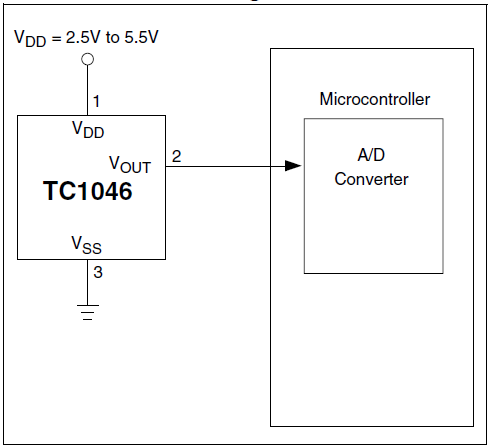 VDD = 2.5V to 5.5V
1
VDD
VOUT
2
TC1046
VSS
3
Microcontroller
A/D
Converter